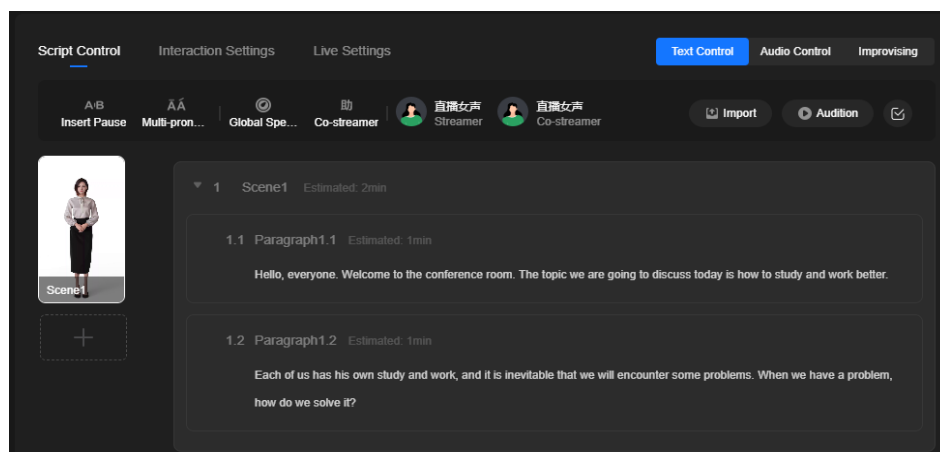 Script Control Interaction Settings Live Settings Text Control Audio Control Improvising
A|B ĀÁ 助 直播女声 直播女声
Insert Pause Multi-pron... Global Spe... Co-streamer Streamer Co-streamer Import Audition
1 Scene1 Estimated: 2min
1.1 Paragraph1.1 Estimated: 1min
Hello, everyone. Welcome to the conference room. The topic we are going to discuss today is how to study and work better.
Scene1
1.2 Paragraph1.2 Estimated: 1min
Each of us has his own study and work, and it is inevitable that we will encounter some problems. When we have a problem,
how do we solve it?